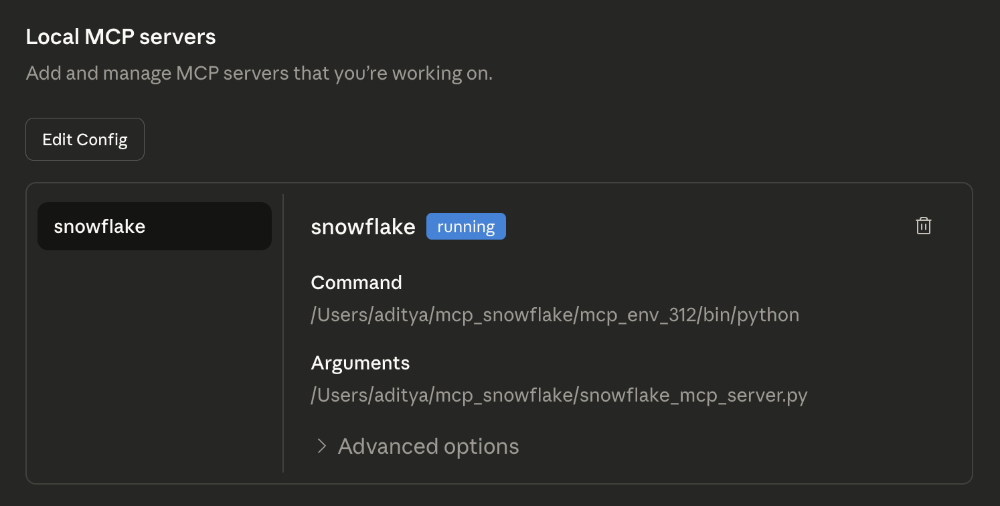 Local MCP servers
Add and manage MCP servers that you’re working on.
Edit Config
snowflake
snowflake running
Command
/Users/aditya/mcp_snowflake/mcp_env_312/bin/python
Arguments
/Users/aditya/mcp_snowflake/snowflake_mcp_server.py
Advanced options